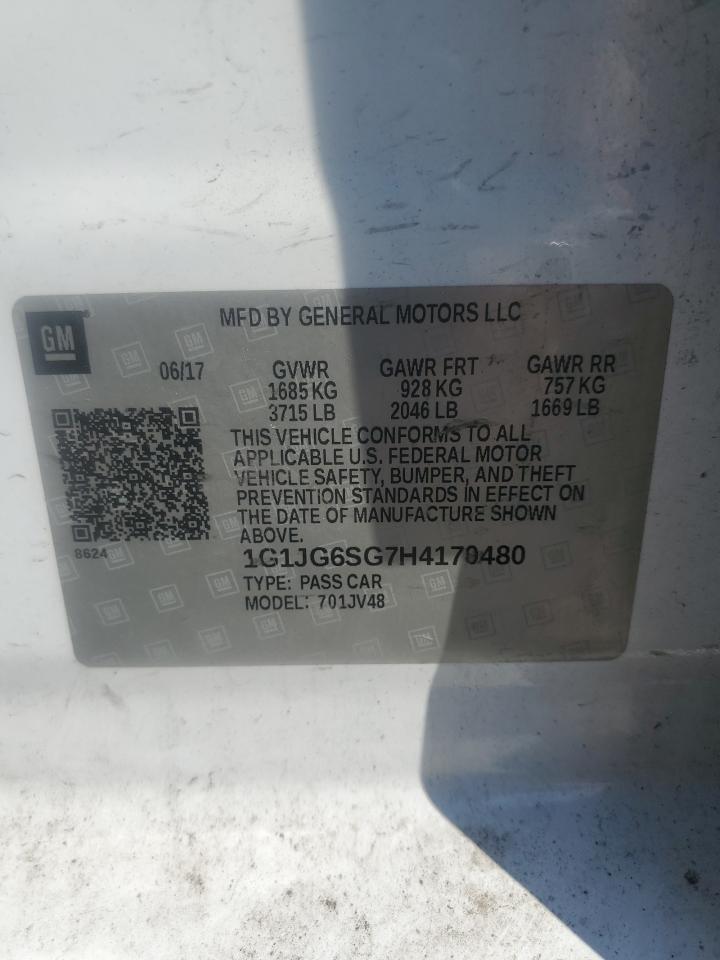 MFD BY GENERAL MOTORS LLC
GM
06/17 GVWR GAWR FRT GAWR RR
1685 KG 928 KG 757 KG
3715 LB 2046 LB 1669 LB
THIS VEHICLE CONFORMS TO ALL
APPLICABLE U.S. FEDERAL MOTOR
VEHICLE SAFETY, BUMPER, AND THEFT
PREVENTION STANDARDS IN EFFECT ON
THE DATE OF MANUFACTURE SHOWN
ABOVE.
8624
1G1JG6SG7H4170480
TYPE: PASS CAR
MODEL: 701JV48